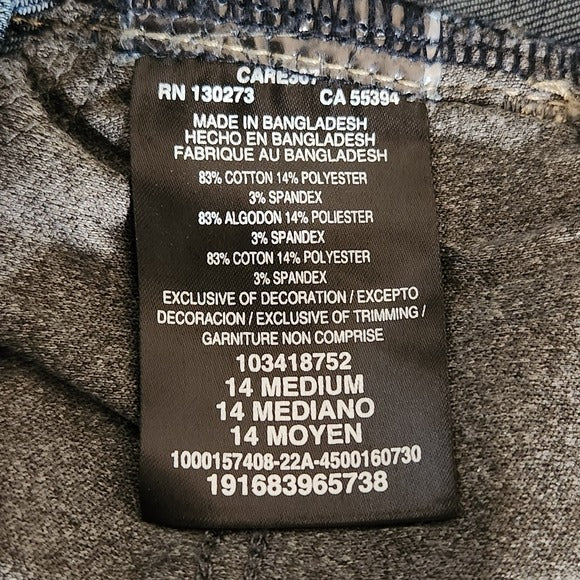 RN 130273 CA 55394
MADE IN BANGLADESH
HECHO EN BANGLADESH
FABRIQUE AU BANGLADESH
83% COTTON 14% POLYESTER
3% SPANDEX
83% ALGODON 14% POLIESTER
3% SPANDEX
83% COTON 14% POLYESTER
3% SPANDEX
EXCLUSIVE OF DECORATION / EXCEPTO
DECORACION / EXCLUSIVE OF TRIMMING /
GARNITURE NON COMPRISE
103418752
14 MEDIUM
14 MEDIANO
14 MOYEN
1000157408-22A-4500160730
191683965738